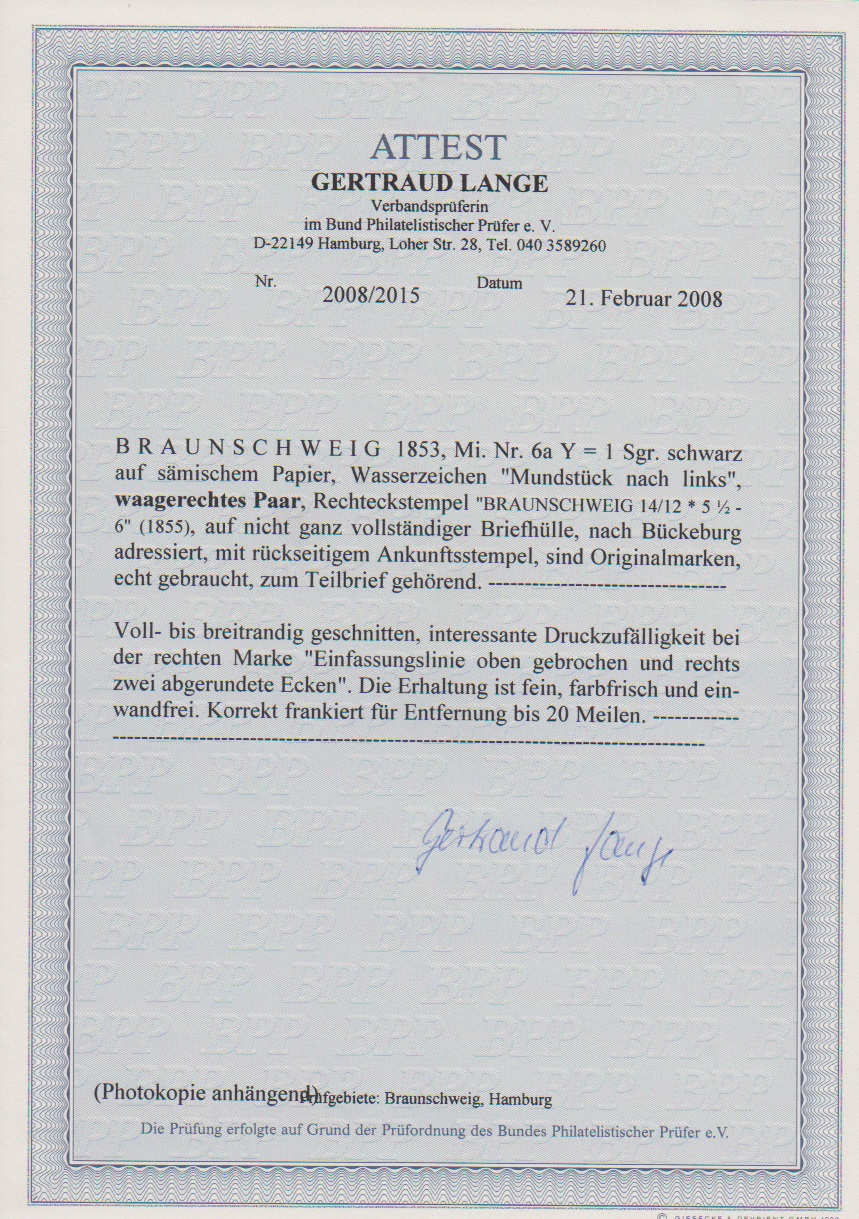 ATTEST
GERTRAUD LANGE
Verbandsprüferin
im Bund Philatelistischer Prüfer e. V.
D-22149 Hamburg, Loher Str. 28, Tel. 040 3589260
Nr. 2008/2015 Datum 21. Februar 2008
B R A U N S C H W E I G 1853, Mi. Nr. 6a Y = 1 Sgr. schwarz
auf sämischem Papier, Wasserzeichen "Mundstück nach links",
waagerechtes Paar, Rechteckstempel "BRAUNSCHWEIG 14/12 * 5 ½ -
6" (1855), auf nicht ganz vollständiger Briefhülle, nach Bückeburg
adressiert, mit rückseitigem Ankunftsstempel, sind Originalmarken,
echt gebraucht, zum Teilbrief gehörend. ---------------------------------
Voll- bis breitrandig geschnitten, interessante Druckzufälligkeit bei
der rechten Marke "Einfassungslinie oben gebrochen und rechts
zwei abgerundete Ecken". Die Erhaltung ist fein, farbfrisch und ein-
wandfrei. Korrekt frankiert für Entfernung bis 20 Meilen. ------------
----------------------------------------------------------------------------------
Gertraud Lange
(Photokopie anhängend) Prüfgebiete: Braunschweig, Hamburg
Die Prüfung erfolgte auf Grund der Prüfordnung des Bundes Philatelistischer Prüfer e.V.